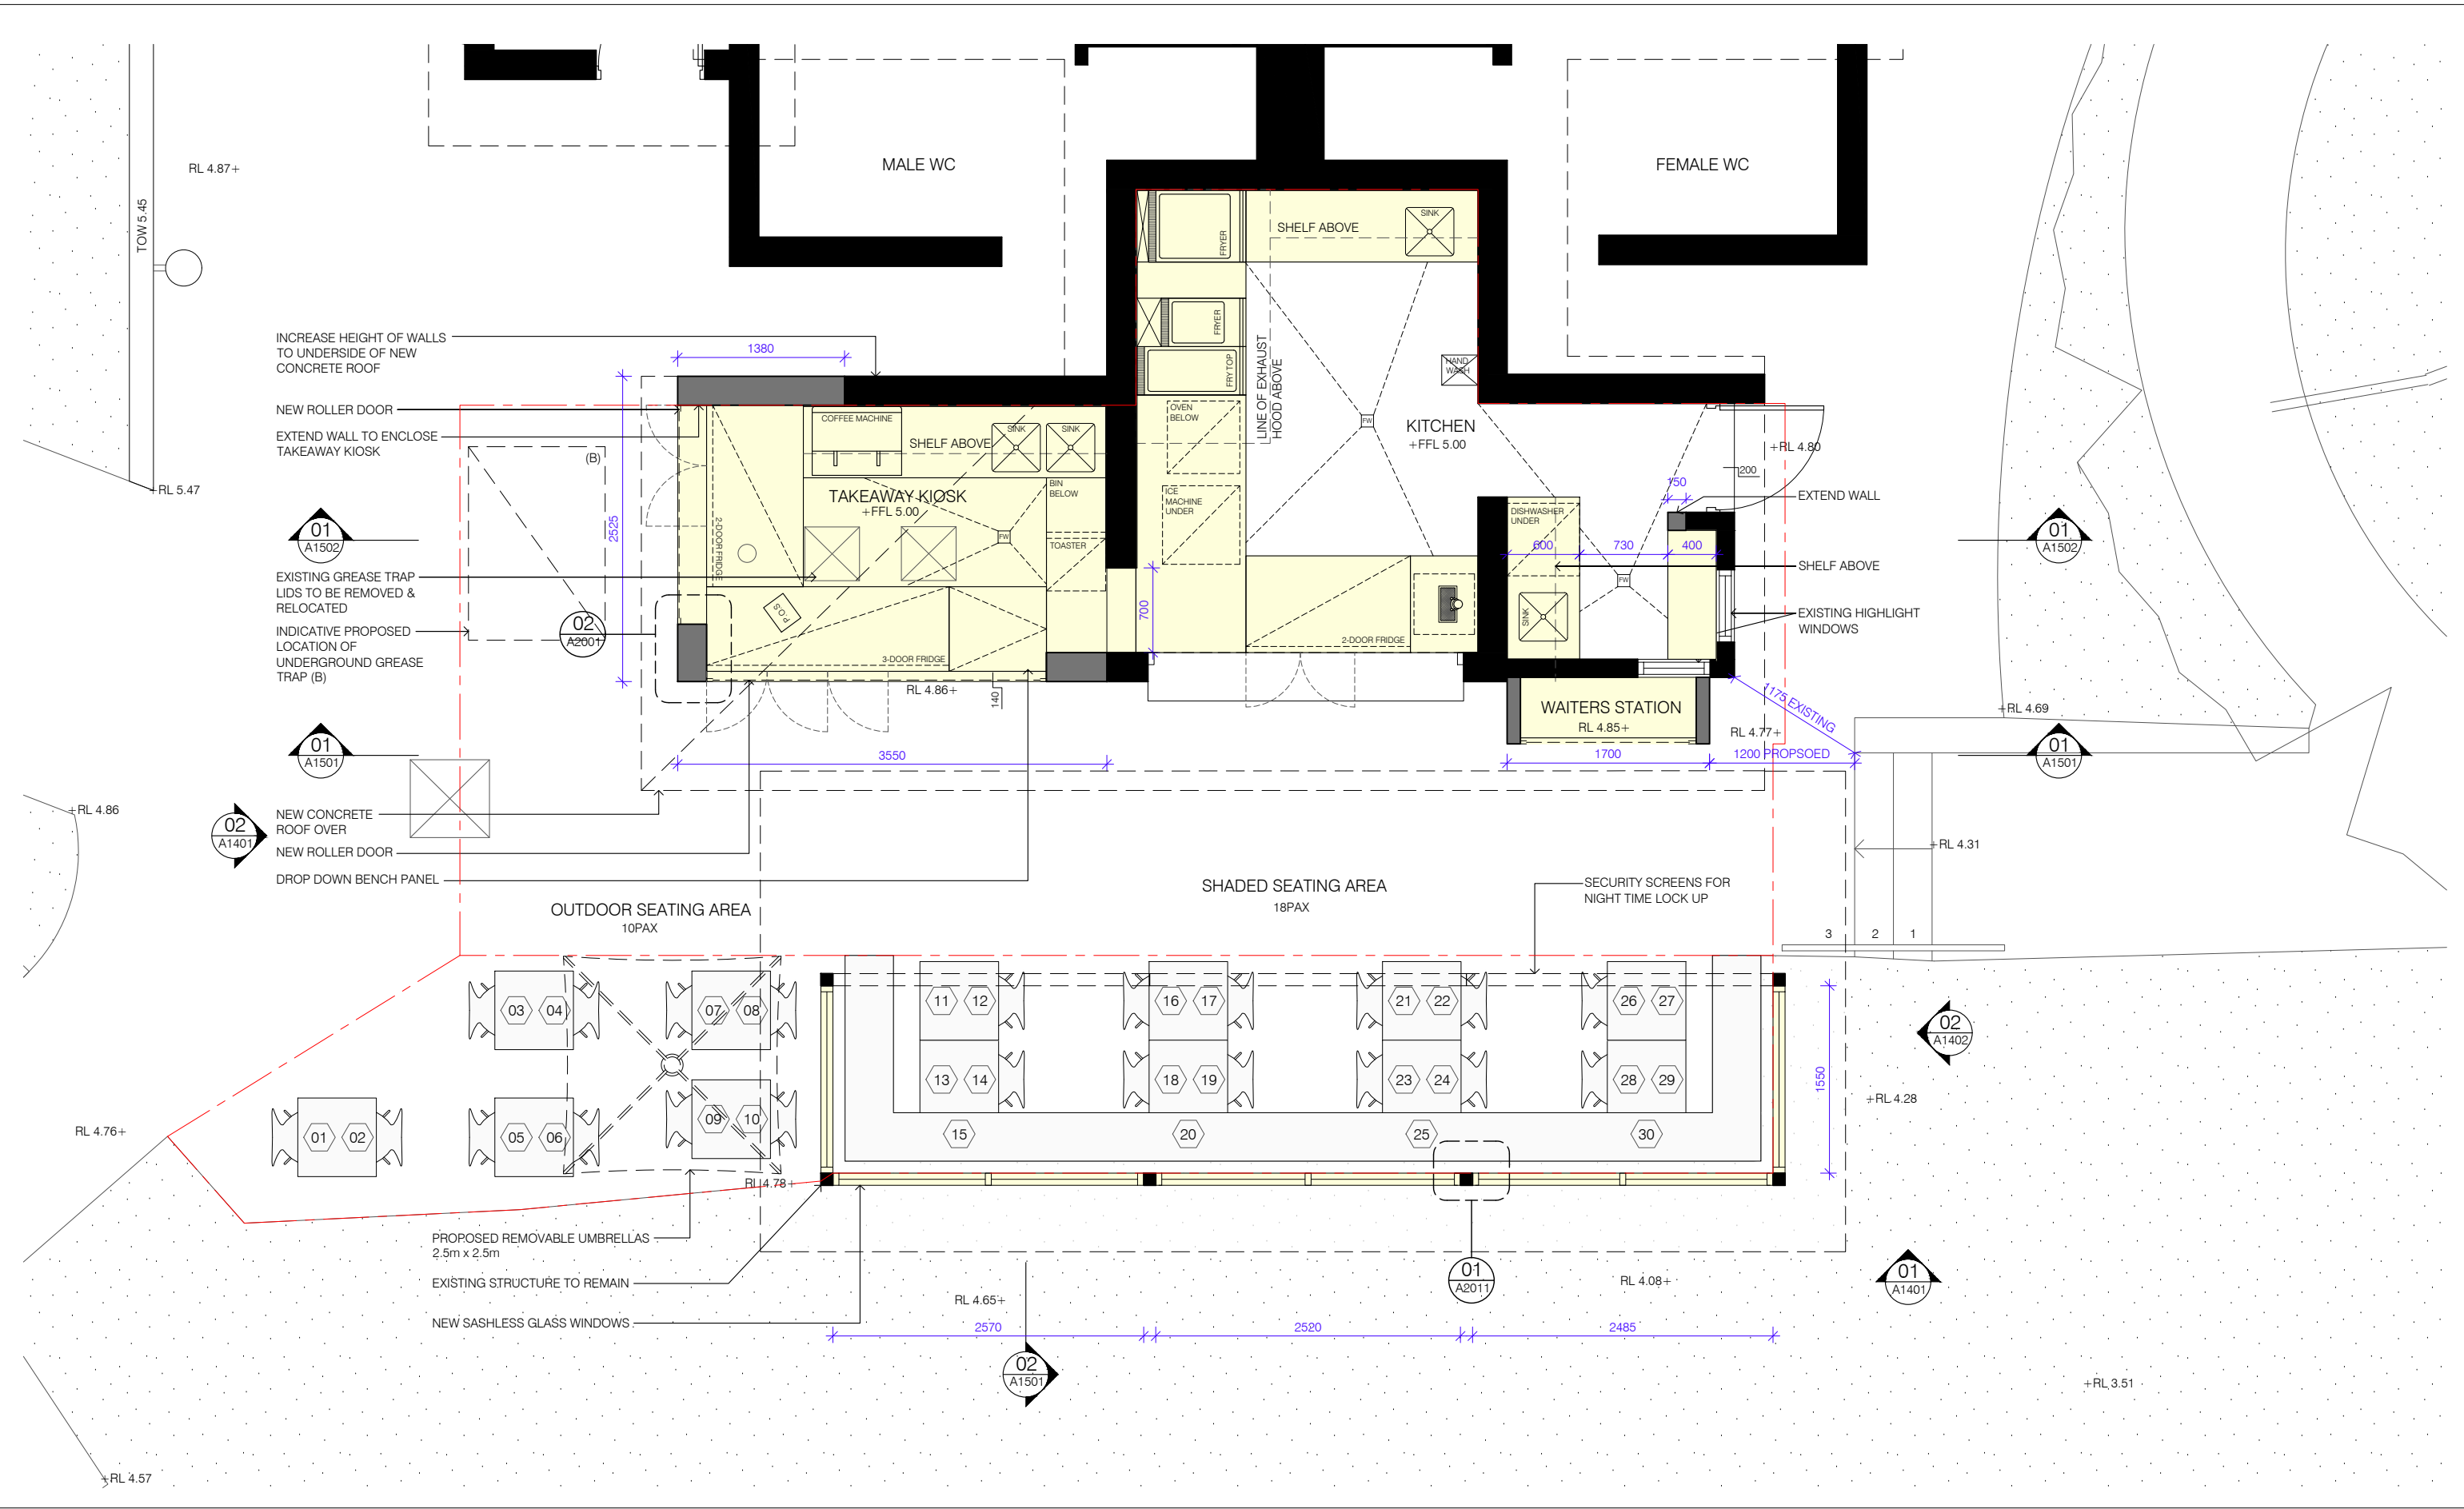 MALE WC
FEMALE WC
RL 4.87+
TOW 5.45
SINK
SHELF ABOVE
FRYER
FRYER
FRY TOP
LINE OF EXHAUST
HOOD ABOVE
HAND
WASH
INCREASE HEIGHT OF WALLS
TO UNDERSIDE OF NEW
CONCRETE ROOF
1380
NEW ROLLER DOOR
EXTEND WALL TO ENCLOSE
TAKEAWAY KIOSK
(B)
+RL 5.47
2525
COFFEE MACHINE
SHELF ABOVE
SINK
SINK
OVEN
BELOW
FW
KITCHEN
+FFL 5.00
+RL 4.80
200
150
EXTEND WALL
TAKEAWAY KIOSK
+FFL 5.00
BIN
BELOW
ICE
MACHINE
UNDER
DISHWASHER
UNDER
2-DOOR FRIDGE
FW
TOASTER
600
730
400
SHELF ABOVE
FW
01
A1502
01
A1502
EXISTING GREASE TRAP
LIDS TO BE REMOVED &
RELOCATED
POS
700
SINK
EXISTING HIGHLIGHT
WINDOWS
INDICATIVE PROPOSED
LOCATION OF
UNDERGROUND GREASE
TRAP (B)
02
A2001
3-DOOR FRIDGE
2-DOOR FRIDGE
RL 4.86+
140
WAITERS STATION
RL 4.85+
1175 EXISTING
RL 4.77+
+RL 4.69
01
A1501
3550
1700
1200 PROPSOED
01
A1501
+RL 4.86
02
A1401
NEW CONCRETE
ROOF OVER
NEW ROLLER DOOR
DROP DOWN BENCH PANEL
+RL 4.31
SHADED SEATING AREA
18PAX
SECURITY SCREENS FOR
NIGHT TIME LOCK UP
OUTDOOR SEATING AREA
10PAX
3 2 1
03 04
07 08
11 12
16 17
21 22
26 27
02
A1402
13 14
18 19
23 24
28 29
1550
+RL 4.28
RL 4.76+
01 02
05 06
09 10
15
20
25
30
RL 4.78+
PROPOSED REMOVABLE UMBRELLAS
2.5m x 2.5m
EXISTING STRUCTURE TO REMAIN
NEW SASHLESS GLASS WINDOWS
01
A2011
RL 4.08+
01
A1401
RL 4.65+
2570
2520
2485
02
A1501
+RL 3.51
+RL 4.57